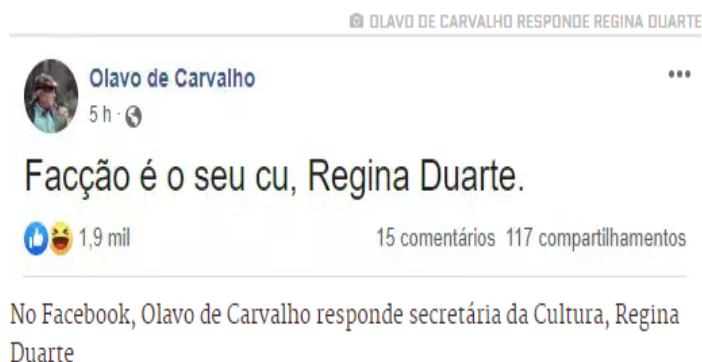 OLAVO DE CARVALHO RESPONDE REGINA DUARTE
Olavo de Carvalho
5 h ·
Facção é o seu cu, Regina Duarte.
1,9 mil
15 comentários 117 compartilhamentos
No Facebook, Olavo de Carvalho responde secretária da Cultura, Regina
Duarte